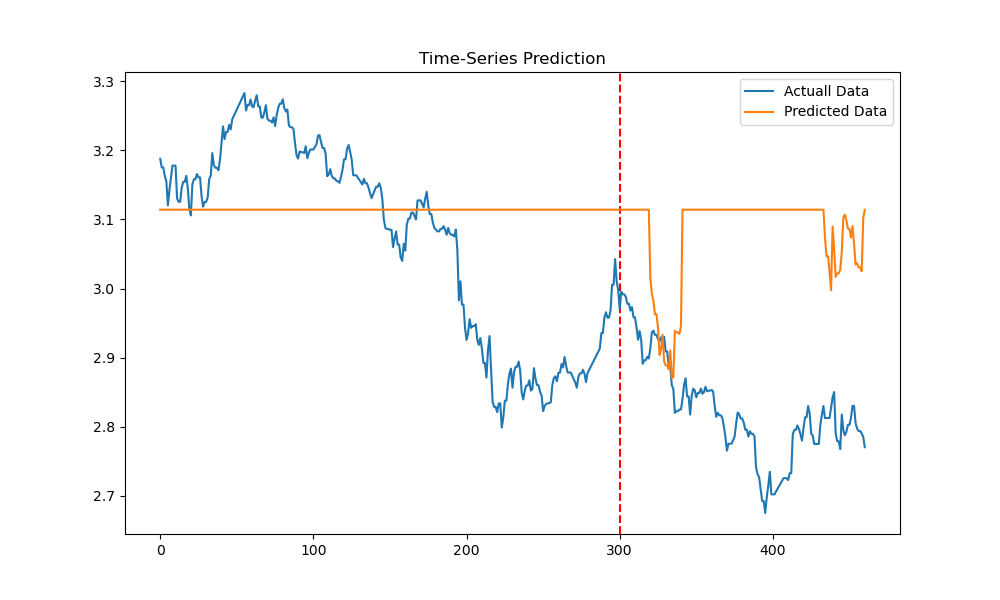 Time-Series Prediction
Actuall Data
Predicted Data
3.3
3.2
3.1
3.0
2.9
2.8
2.7
0 100 200 300 400